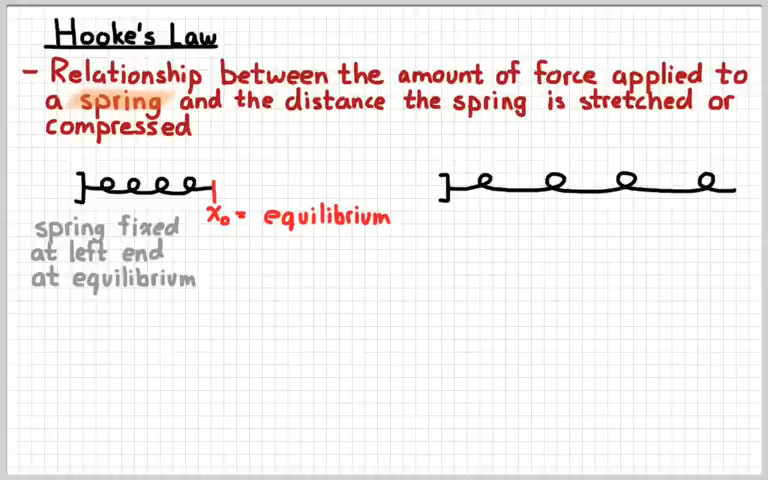 Hooke's Law
- Relationship between the amount of force applied to
a spring and the distance the spring is stretched or
compressed
x₀ = equilibrium
spring fixed
at left end
at equilibrium